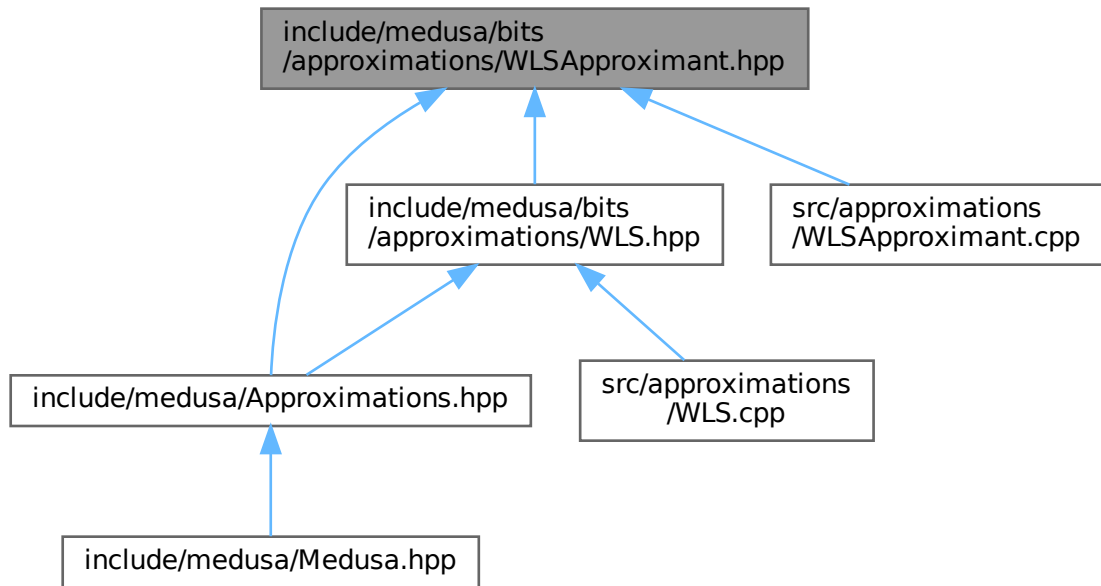 include/medusa/bits
/approximations/WLSApproximant.hpp
include/medusa/bits
/approximations/WLS.hpp
src/approximations
/WLSApproximant.cpp
include/medusa/Approximations.hpp
src/approximations
/WLS.cpp
include/medusa/Medusa.hpp